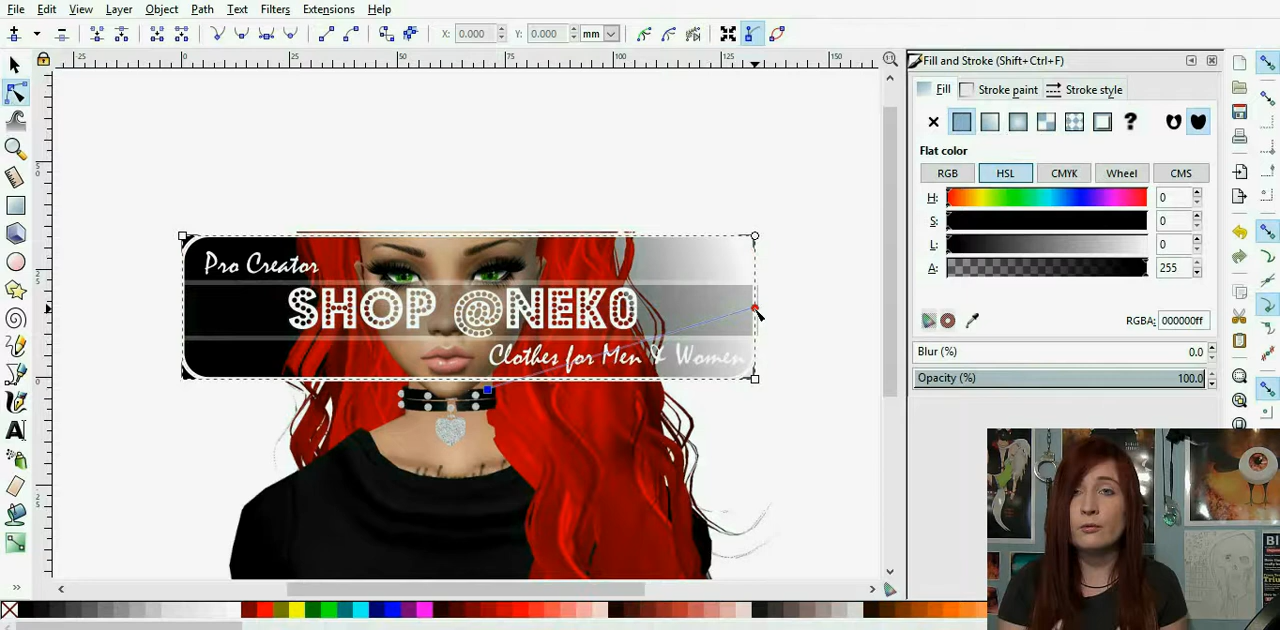 File Edit View Layer Object Path Text Filters Extensions Help
X: 0.000 Y: 0.000 mm
Fill and Stroke (Shift+Ctrl+F)
Fill Stroke paint Stroke style
Flat color
RGB HSL CMYK Wheel CMS
H: 0
S: 0
L: 0
A: 255
RGBA: 000000ff
Blur (%) 0.0
Opacity (%) 100.0
Pro Creator
SHOP @NEKO
Clothes for Men & Women